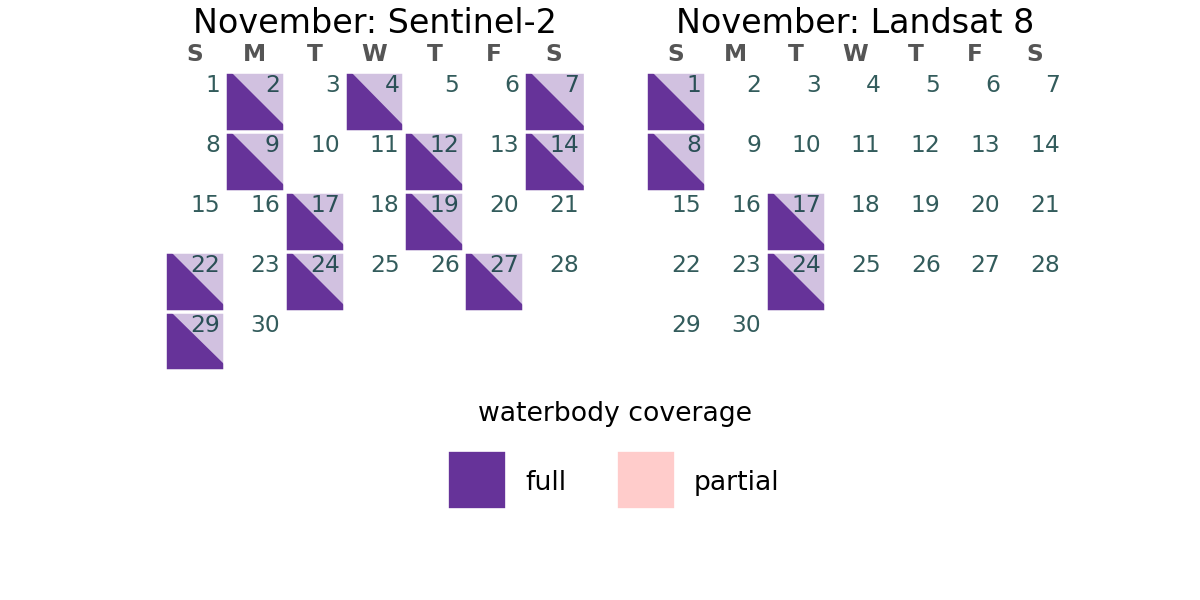 November: Sentinel-2
S M T W T F S
1 2 3 4 5 6 7
8 9 10 11 12 13 14
15 16 17 18 19 20 21
22 23 24 25 26 27 28
29 30
November: Landsat 8
S M T W T F S
1 2 3 4 5 6 7
8 9 10 11 12 13 14
15 16 17 18 19 20 21
22 23 24 25 26 27 28
29 30
waterbody coverage
full partial